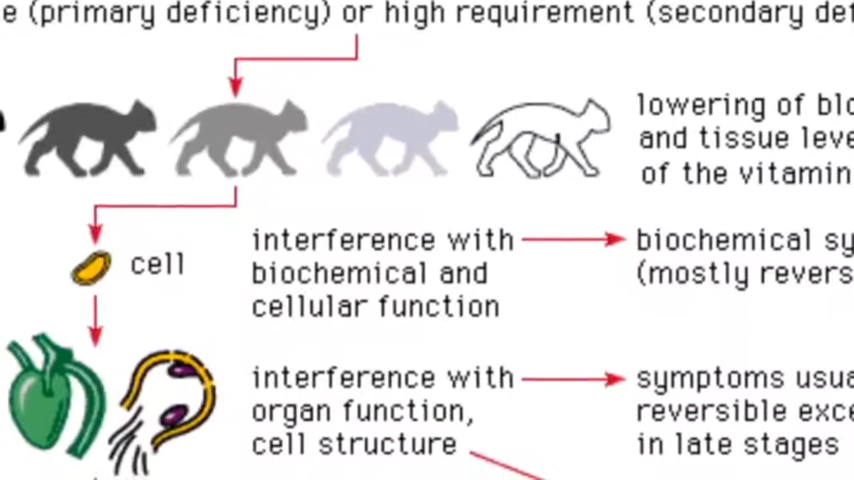 e (primary deficiency) or high requirement (secondary def
lowering of blo
and tissue leve
of the vitamin
cell
interference with
biochemical and
cellular function
biochemical sy
(mostly revers
interference with
organ function,
cell structure
symptoms usua
reversible exce
in late stages